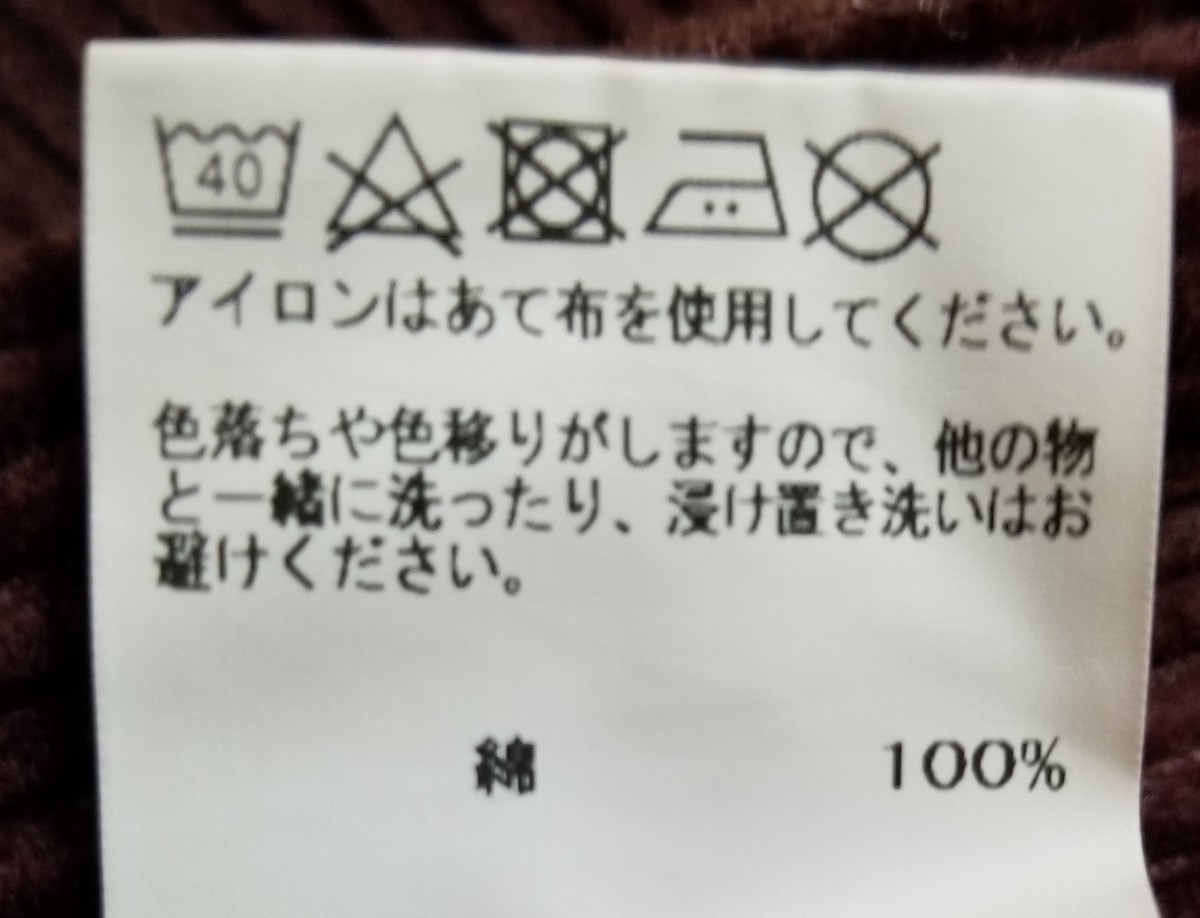 40
アイロンはあて布を使用してください。
色落ちや色移りがしますので、他の物
と一緒に洗ったり、浸け置き洗いはお
避けください。
綿 100%